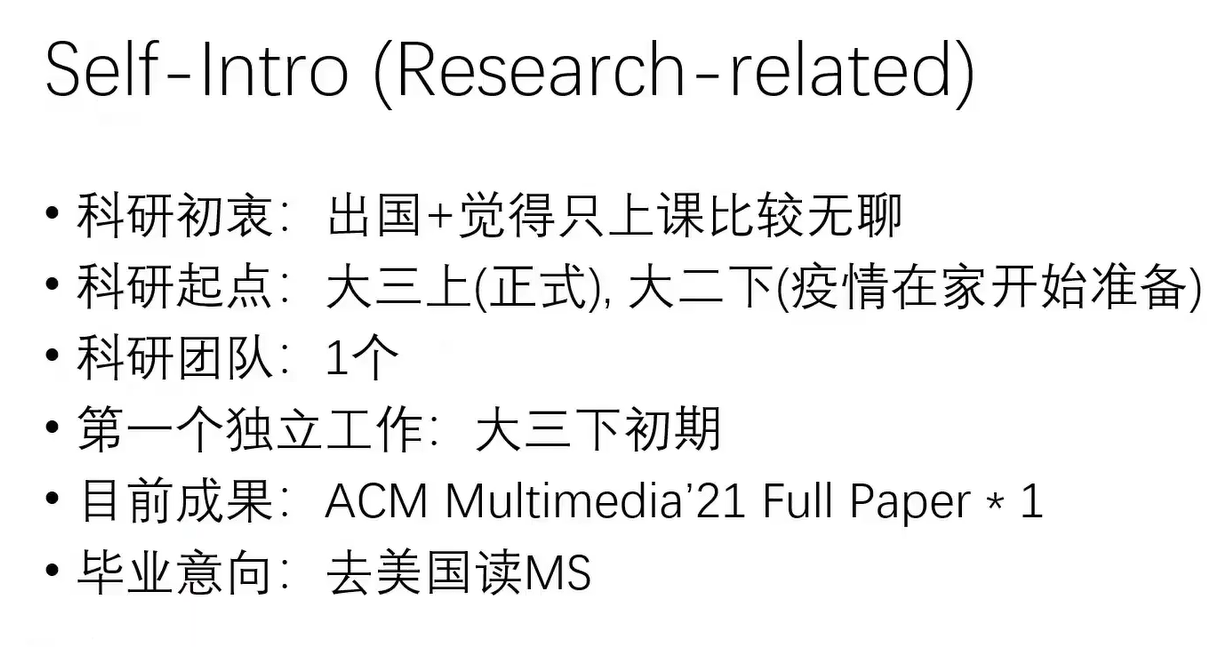 Self-Intro (Research-related)
• 科研初衷：出国+觉得只上课比较无聊
• 科研起点：大三上(正式), 大二下(疫情在家开始准备)
• 科研团队：1个
• 第一个独立工作：大三下初期
• 目前成果：ACM Multimedia’21 Full Paper * 1
• 毕业意向：去美国读MS